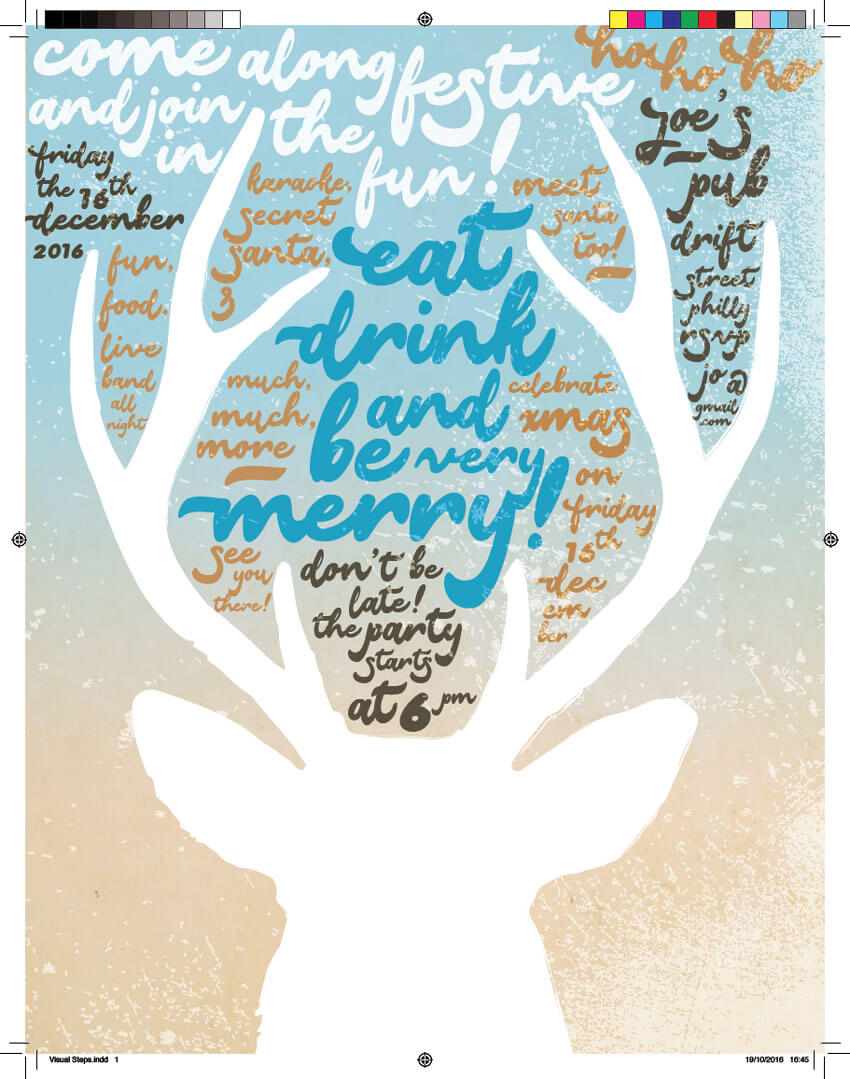 come along festive
and join the
in fun!
ho ho ho
friday
the 16th
december
2016
fun,
food,
live
band
all
night
karaoke,
secret
santa,
&
much,
much,
more
see
you
there!
eat
drink
and
be very
merry!
meet
santa
too!
celebrate
xmas
on
friday
16th
dec
em
ber
don't be
late!
the party
starts
at 6 pm
zoe's
pub
drift
street
philly
rsvp
jo@
gmail
.com
Visual Steps.indd 1
19/10/2016 16:45